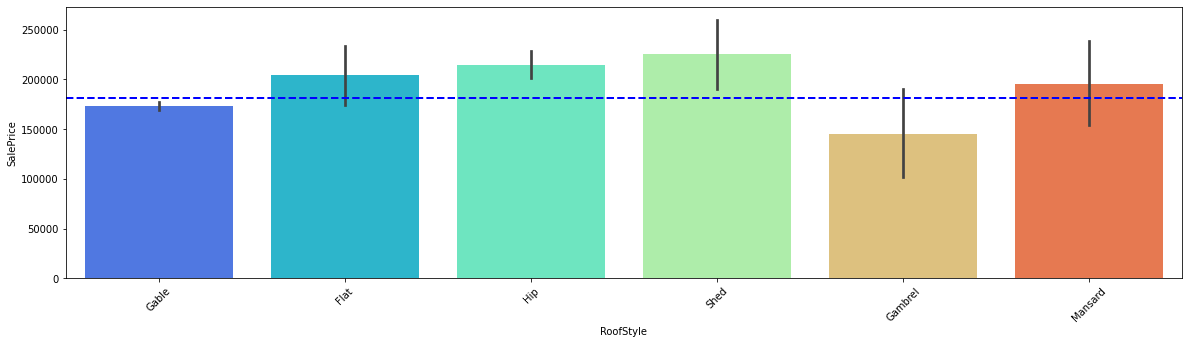 250000
200000
150000
100000
50000
0
SalePrice
Gable
Flat
Hip
Shed
Gambrel
Mansard
RoofStyle